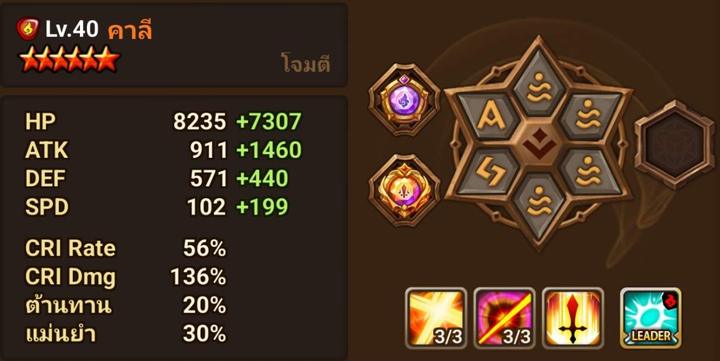 Lv.40 คาลี
โจมตี
HP 8235 +7307
ATK 911 +1460
DEF 571 +440
SPD 102 +199
CRI Rate 56%
CRI Dmg 136%
ต้านทาน 20%
แม่นยำ 30%
3/3
3/3
LEADER